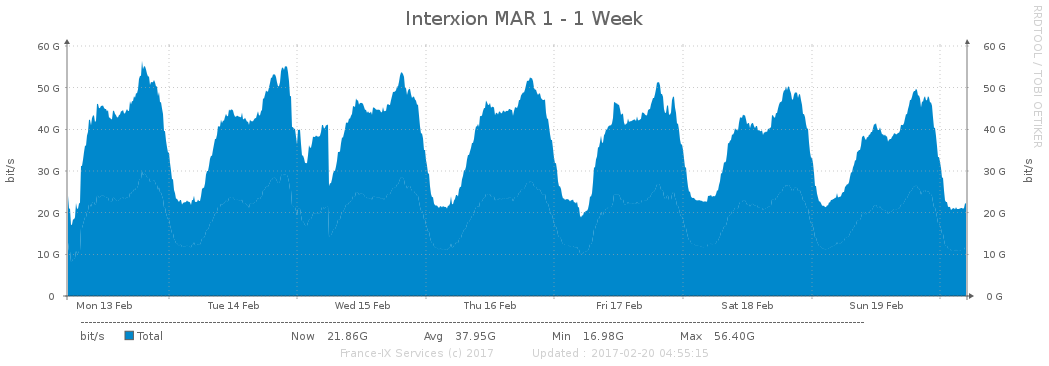 Interxion MAR 1 - 1 Week
RRDTOOL / TOBI OETIKER
bit/s
60 G 60 G
50 G 50 G
40 G 40 G
30 G 30 G
20 G 20 G
10 G 10 G
0 0 G
bit/s
Mon 13 Feb Tue 14 Feb Wed 15 Feb Thu 16 Feb Fri 17 Feb Sat 18 Feb Sun 19 Feb
bit/s Total Now 21.86G Avg 37.95G Min 16.98G Max 56.40G
France-IX Services (c) 2017 Updated : 2017-02-20 04:55:15